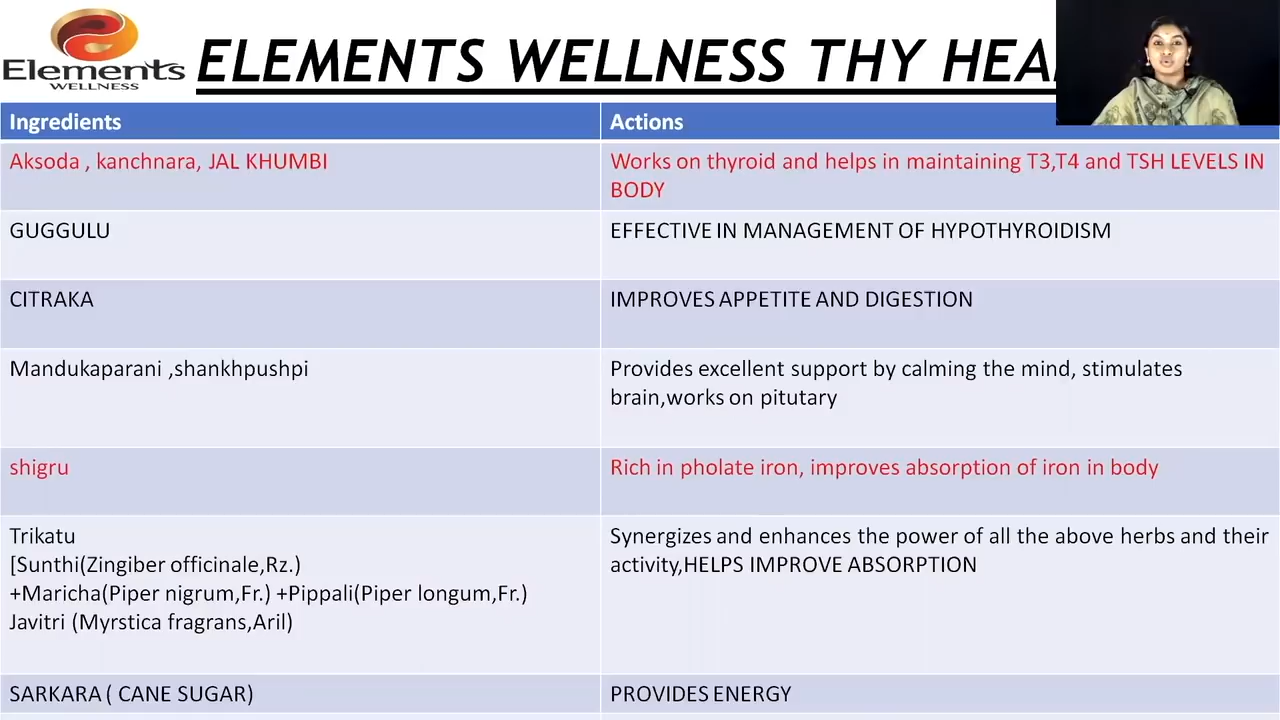 Elements
WELLNESS
ELEMENTS WELLNESS THY HEA
Ingredients
Actions
Aksoda , kanchnara, JAL KHUMBI
Works on thyroid and helps in maintaining T3,T4 and TSH LEVELS IN
BODY
GUGGULU
EFFECTIVE IN MANAGEMENT OF HYPOTHYROIDISM
CITRAKA
IMPROVES APPETITE AND DIGESTION
Mandukaparani ,shankhpushpi
Provides excellent support by calming the mind, stimulates
brain,works on pitutary
shigru
Rich in pholate iron, improves absorption of iron in body
Trikatu
[Sunthi(Zingiber officinale,Rz.)
+Maricha(Piper nigrum,Fr.) +Pippali(Piper longum,Fr.)
Javitri (Myrstica fragrans,Aril)
Synergizes and enhances the power of all the above herbs and their
activity,HELPS IMPROVE ABSORPTION
SARKARA ( CANE SUGAR)
PROVIDES ENERGY